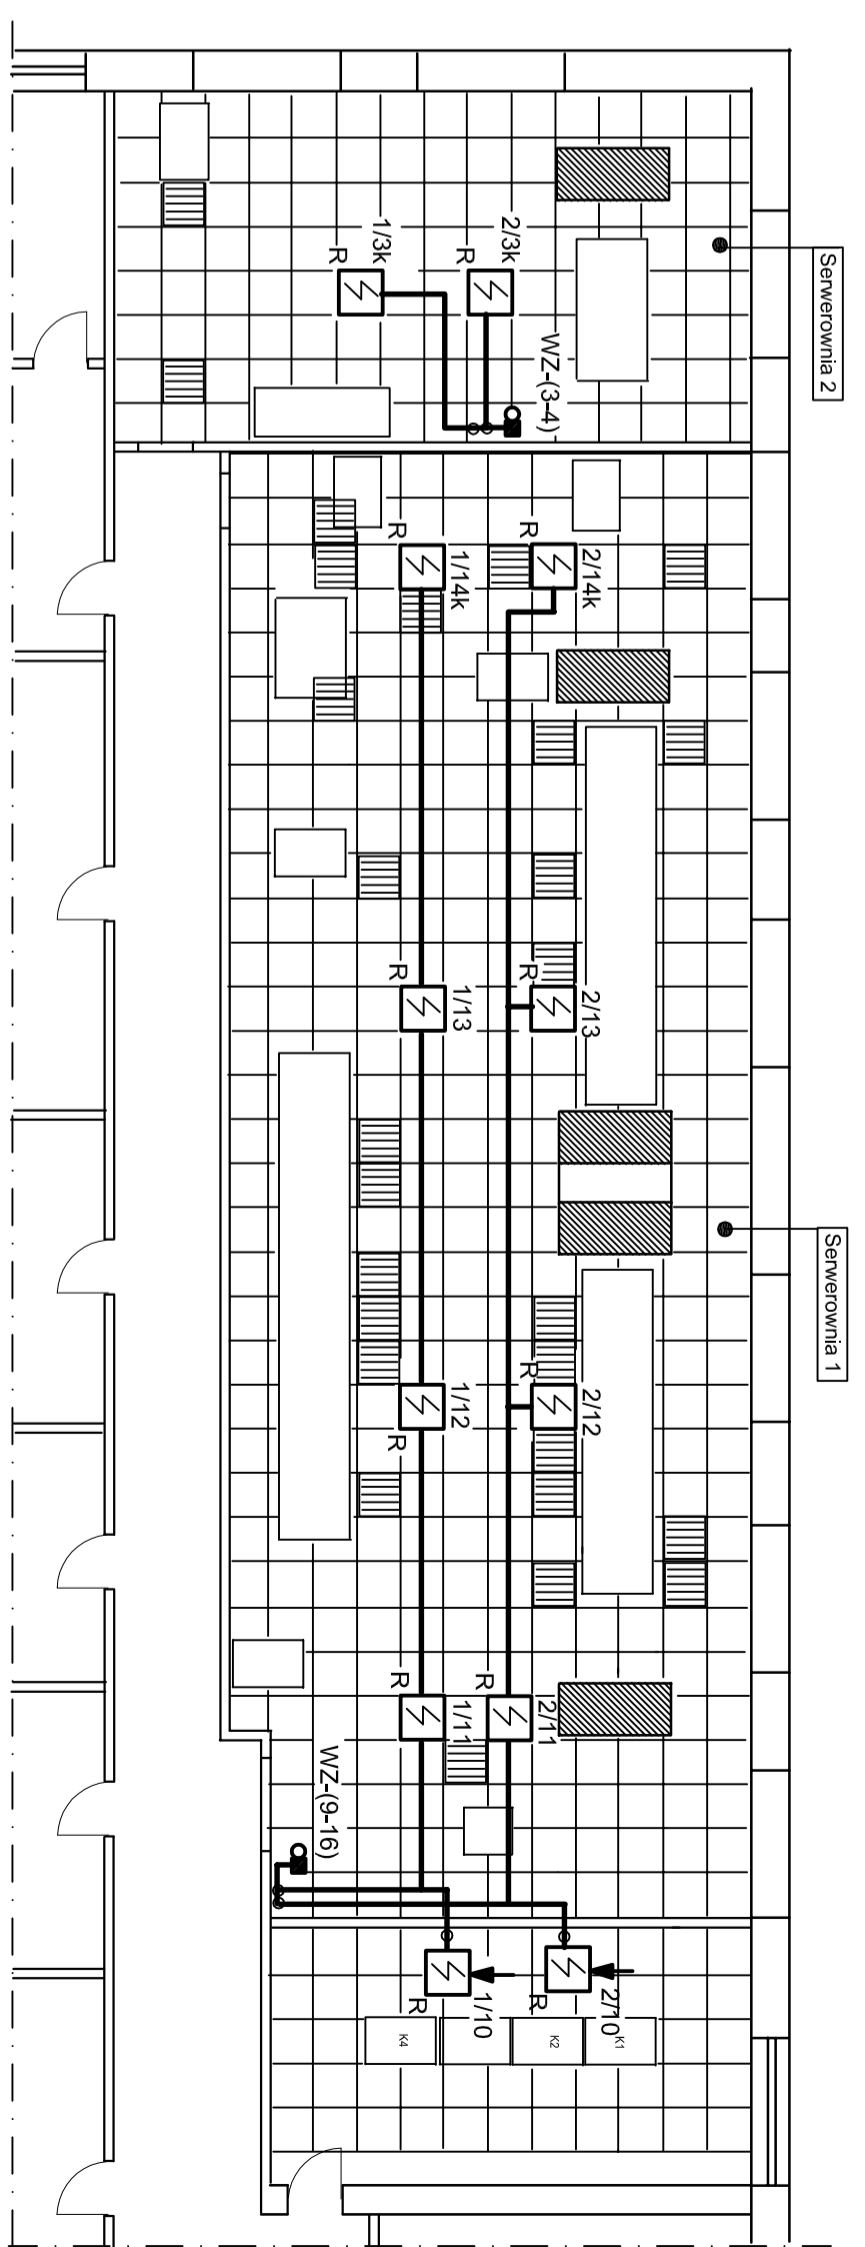 Serwerownia 2
2/3k
R
1/3k
R
WZ-(3-4)
2/14k
R
1/14k
R
2/13
R
1/13
R
Serwerownia 1
2/12
R
1/12
R
2/11
R
1/11
R
WZ-(9-16)
2/10
R
1/10
R
K1
K2
K4